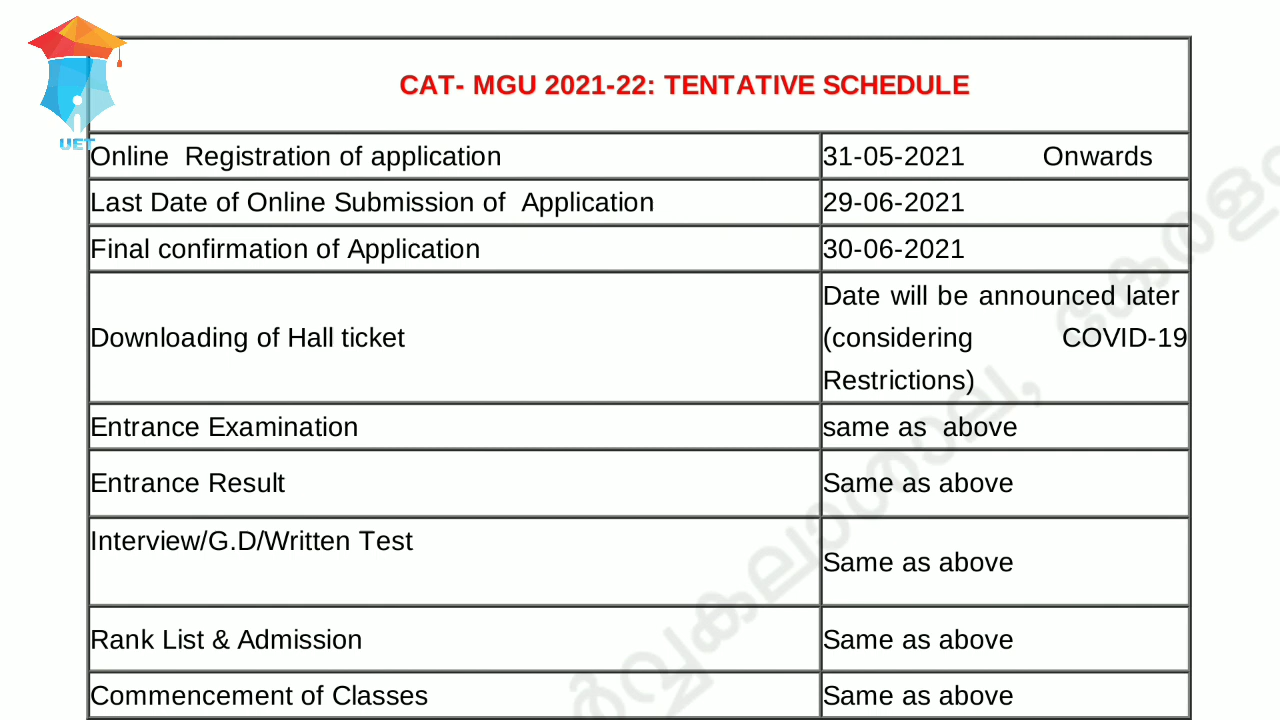 CAT- MGU 2021-22: TENTATIVE SCHEDULE
UET
Online Registration of application 31-05-2021 Onwards
Last Date of Online Submission of Application 29-06-2021
Final confirmation of Application 30-06-2021
Downloading of Hall ticket
Date will be announced later
(considering COVID-19
Restrictions)
Entrance Examination same as above
Entrance Result Same as above
Interview/G.D/Written Test
Same as above
Rank List & Admission Same as above
Commencement of Classes Same as above